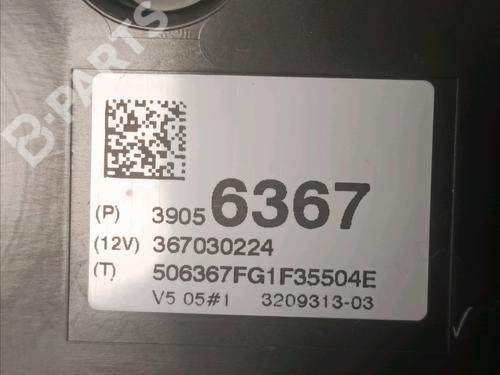 B-PARTS
(P) 3905 6367
(12V) 367030224
(T) 506367FG1F35504E
V5 05#1 3209313-03